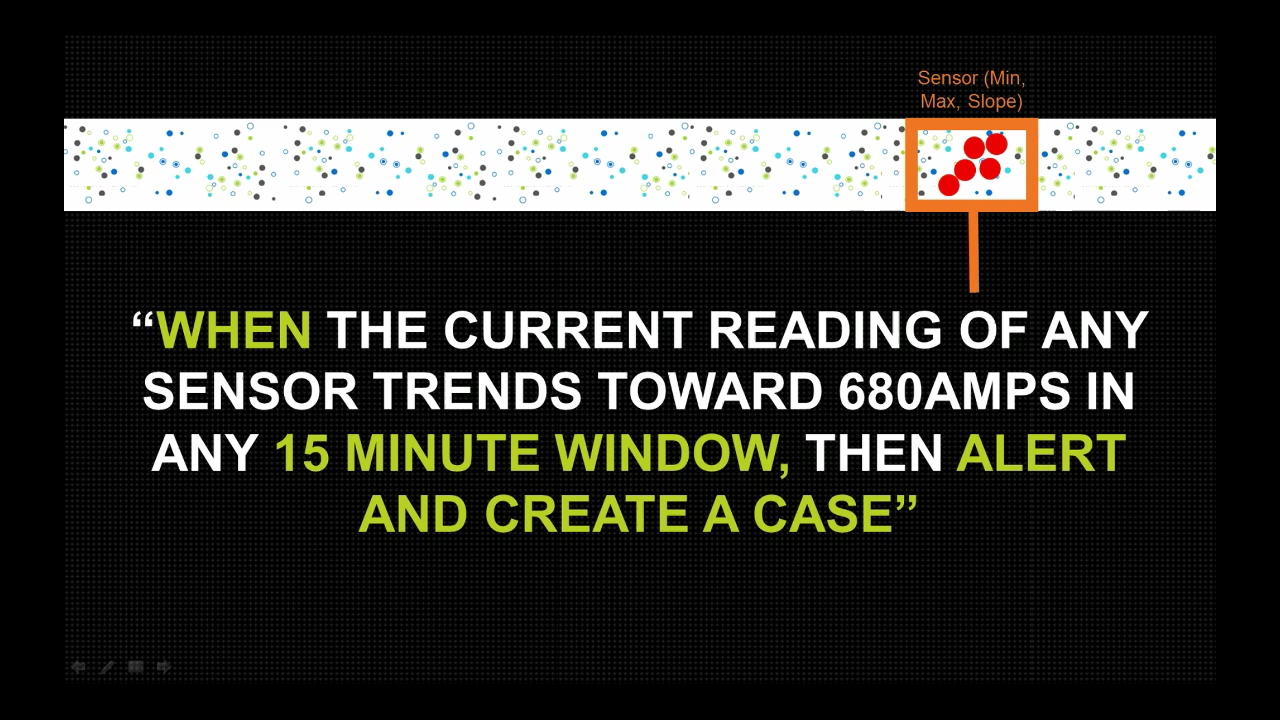 Sensor (Min,
Max, Slope)
“WHEN THE CURRENT READING OF ANY
SENSOR TRENDS TOWARD 680AMPS IN
ANY 15 MINUTE WINDOW, THEN ALERT
AND CREATE A CASE”